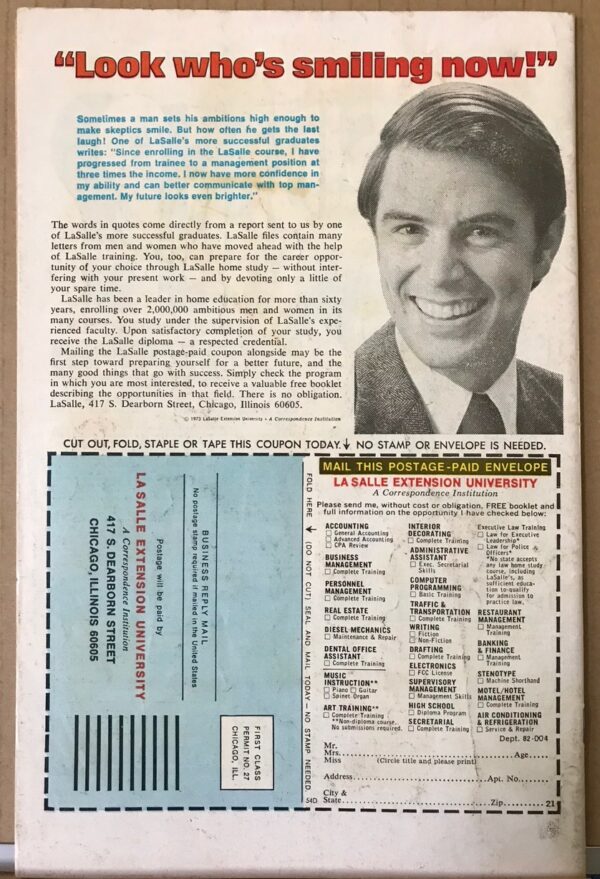 “Look who’s smiling now!”
Sometimes a man sets his ambitions high enough to
make skeptics smile. But how often he gets the last
laugh! One of LaSalle's more successful graduates
writes: "Since enrolling in the LaSalle course, I have
progressed from trainee to a management position at
three times the income. I now have more confidence in
my ability and can better communicate with top man-
agement. My future looks even brighter."
The words in quotes come directly from a report sent to us by one
of LaSalle's more successful graduates. LaSalle files contain many
letters from men and women who have moved ahead with the help
of LaSalle training. You, too, can prepare for the career oppor-
tunity of your choice through LaSalle home study — without inter-
fering with your present work — and by devoting only a little of
your spare time.
LaSalle has been a leader in home education for more than sixty
years, enrolling over 2,000,000 ambitious men and women in its
many courses. You study under the supervision of LaSalle's expe-
rienced faculty. Upon satisfactory completion of your study, you
receive the LaSalle diploma — a respected credential.
Mailing the LaSalle postage-paid coupon alongside may be the
first step toward preparing yourself for a better future, and the
many good things that go with success. Simply check the program
in which you are most interested, to receive a valuable free booklet
describing the opportunities in that field. There is no obligation.
LaSalle, 417 S. Dearborn Street, Chicago, Illinois 60605.
© 1973 LaSalle Extension University • A Correspondence Institution
CUT OUT, FOLD, STAPLE OR TAPE THIS COUPON TODAY. ↓ NO STAMP OR ENVELOPE IS NEEDED.
BUSINESS REPLY MAIL
No postage stamp required if mailed in the United States
Postage will be paid by
LA SALLE EXTENSION UNIVERSITY
A Correspondence Institution
417 S. DEARBORN STREET
CHICAGO, ILLINOIS 60605
FIRST CLASS
PERMIT NO. 27
CHICAGO, ILL.
FOLD HERE → (DO NOT CUT) SEAL AND MAIL TODAY — NO STAMP NEEDED.
54D
MAIL THIS POSTAGE-PAID ENVELOPE
LA SALLE EXTENSION UNIVERSITY
A Correspondence Institution
Please send me, without cost or obligation, FREE booklet and
full information on the opportunity I have checked below:
ACCOUNTING
□ General Accounting
□ Advanced Accounting
□ CPA Review
BUSINESS
MANAGEMENT
□ Complete Training
PERSONNEL
MANAGEMENT
□ Complete Training
REAL ESTATE
□ Complete Training
DIESEL MECHANICS
□ Maintenance & Repair
DENTAL OFFICE
ASSISTANT
□ Complete Training
MUSIC
INSTRUCTION**
□ Piano □ Guitar
□ Spinet Organ
ART TRAINING**
□ Complete Training
**Non-diploma course.
No submissions required.
INTERIOR
DECORATING
□ Complete Training
ADMINISTRATIVE
ASSISTANT
□ Exec. Secretarial
Skills
COMPUTER
PROGRAMMING
□ Basic Training
TRAFFIC &
TRANSPORTATION
□ Complete Training
WRITING
□ Fiction
□ Non-Fiction
DRAFTING
□ Complete Training
ELECTRONICS
□ FCC License
SUPERVISORY
MANAGEMENT
□ Management Skills
HIGH SCHOOL
□ Diploma Program
SECRETARIAL
□ Complete Training
Executive Law Training
□ Law for Executive
Leadership*
□ Law for Police
Officers*
*No state accepts
any law home study
course, including
LaSalle's, as
sufficient educa-
tion to qualify
for admission to
practice law.
RESTAURANT
MANAGEMENT
□ Management
Training
BANKING
& FINANCE
□ Management
Training
STENOTYPE
□ Machine Shorthand
MOTEL/HOTEL
MANAGEMENT
□ Complete Training
AIR CONDITIONING
& REFRIGERATION
□ Service & Repair
Dept. 82-004
Mr.
Mrs. Age
Miss (Circle title and please print)
Address Apt. No.
City &
State Zip 21